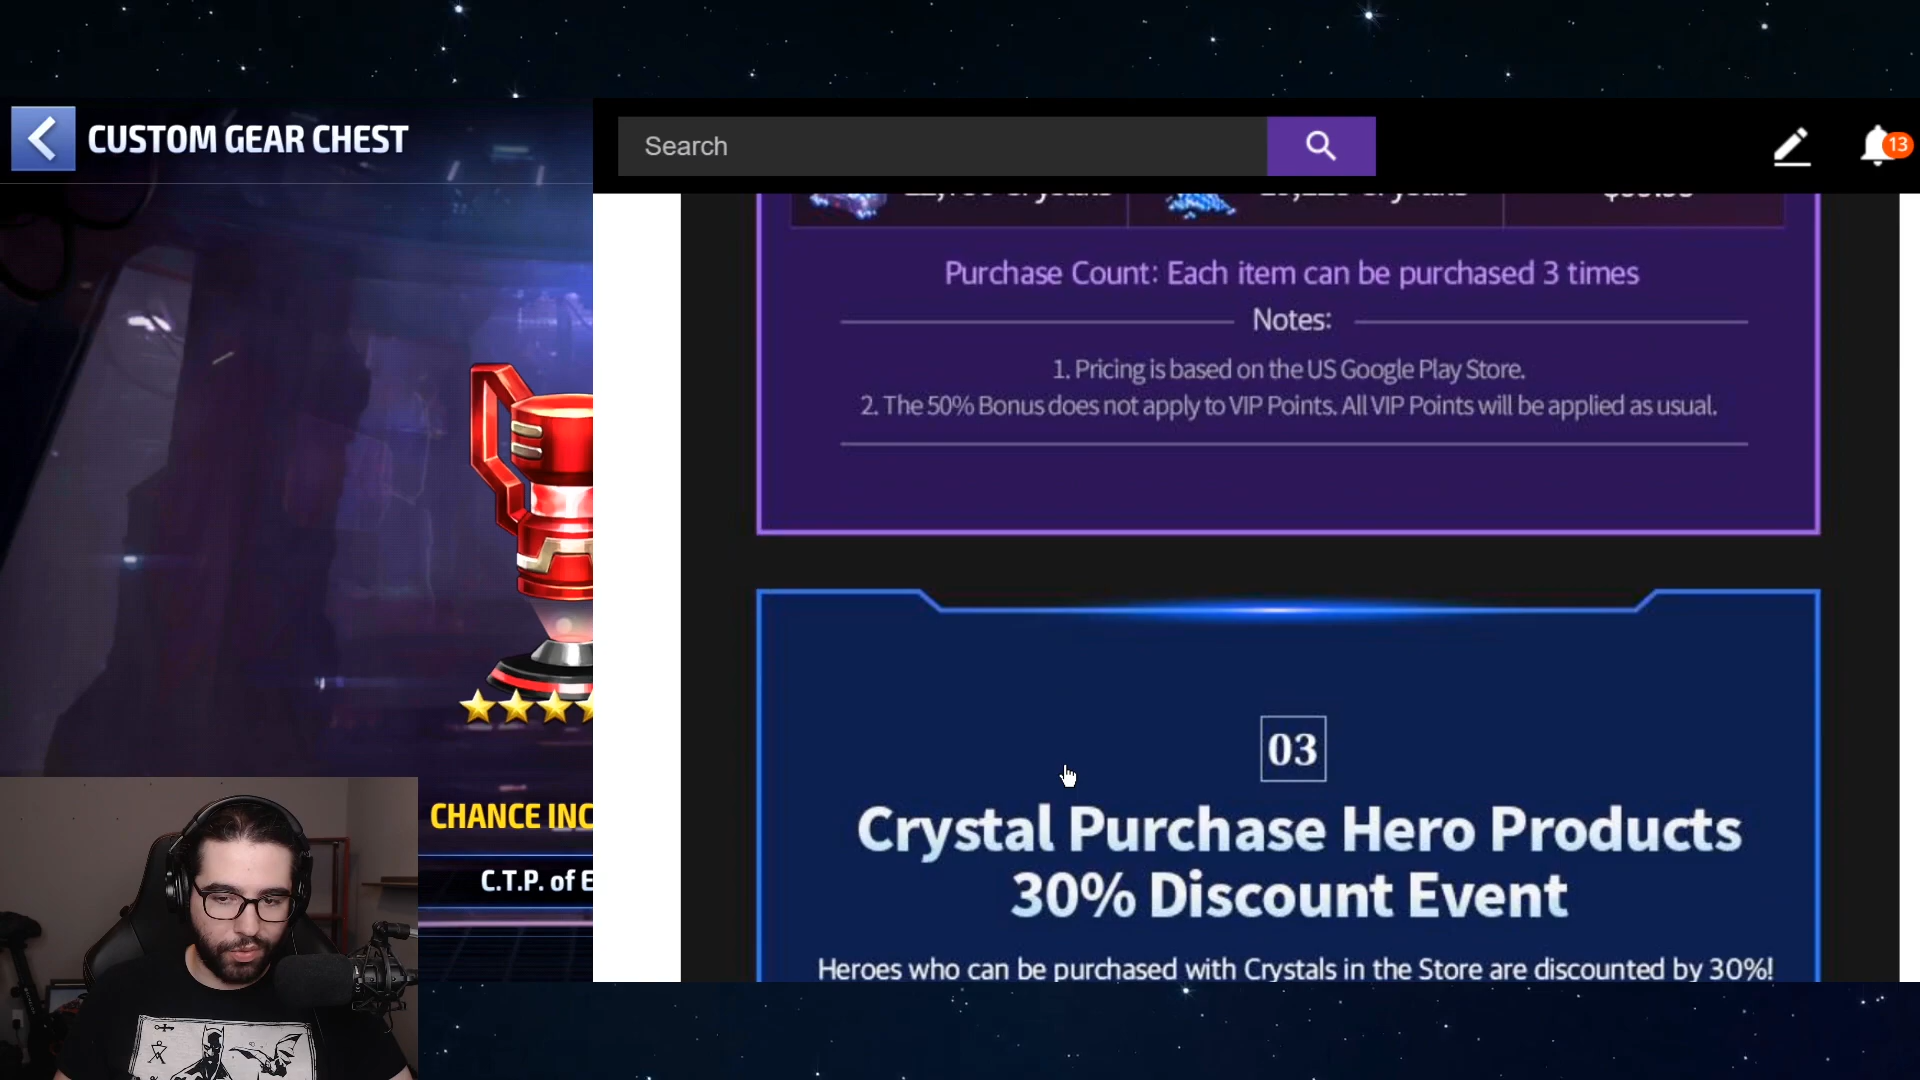 CUSTOM GEAR CHEST
Search
13
Purchase Count: Each item can be purchased 3 times
Notes:
1. Pricing is based on the US Google Play Store.
2. The 50% Bonus does not apply to VIP Points. All VIP Points will be applied as usual.
03
Crystal Purchase Hero Products
30% Discount Event
Heroes who can be purchased with Crystals in the Store are discounted by 30%!
CHANCE INC
C.T.P. of E